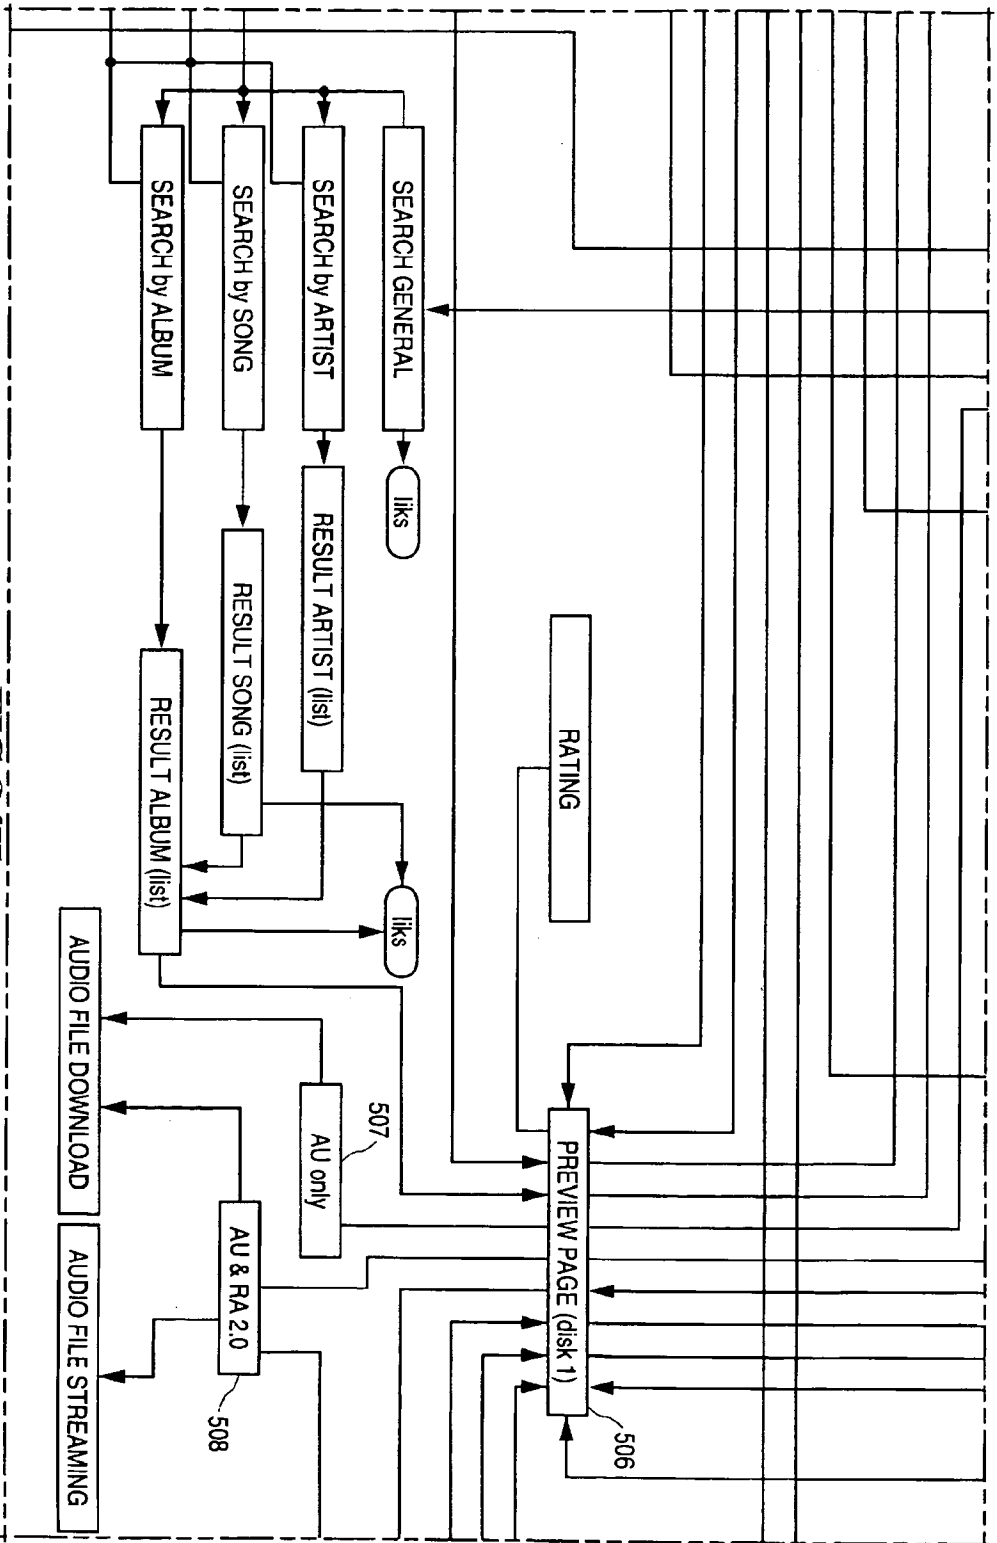 SEARCH GENERAL
liks
SEARCH by ARTIST
RESULT ARTIST (list)
SEARCH by SONG
RESULT SONG (list)
SEARCH by ALBUM
RESULT ALBUM (list)
liks
RATING
PREVIEW PAGE (disk 1)
506
507
AU only
AU & RA 2.0
508
AUDIO FILE DOWNLOAD
AUDIO FILE STREAMING